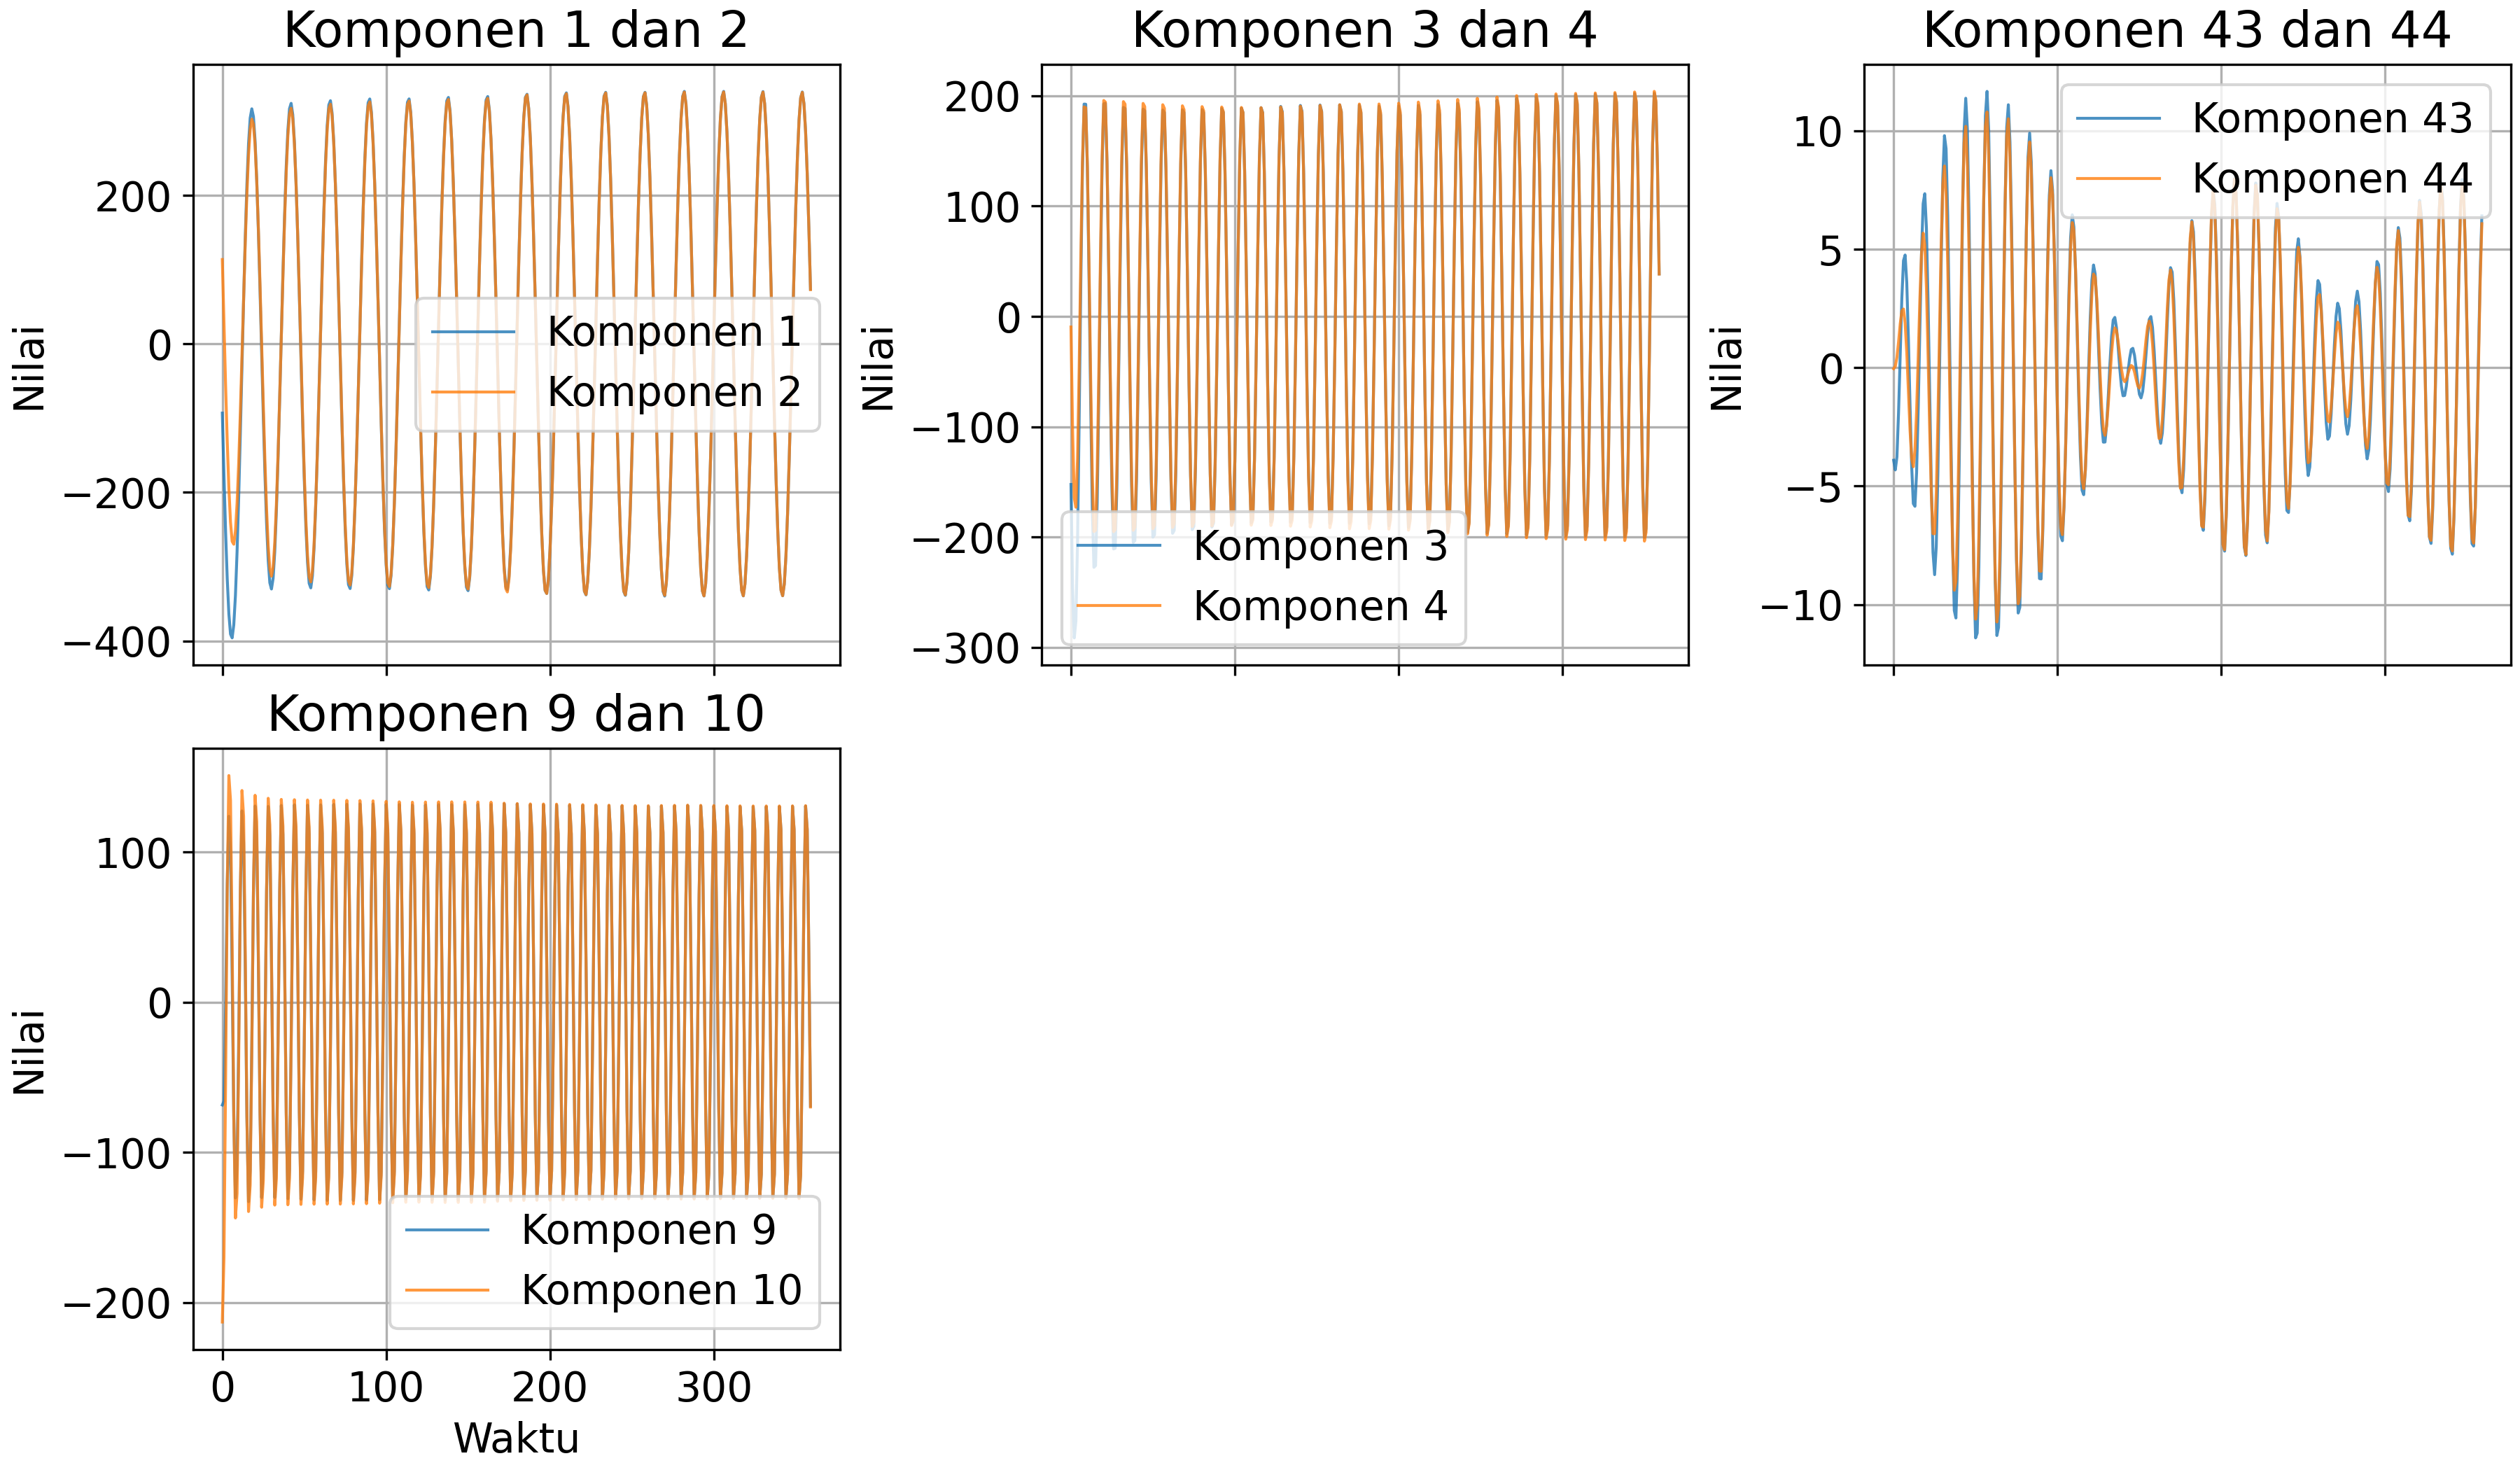 Komponen 1 dan 2
Nilai
200
0
−200
−400
Komponen 1
Komponen 2
Komponen 3 dan 4
Nilai
200
100
0
−100
−200
−300
Komponen 3
Komponen 4
Komponen 43 dan 44
Nilai
10
5
0
−5
−10
Komponen 43
Komponen 44
Komponen 9 dan 10
Nilai
100
0
−100
−200
Komponen 9
Komponen 10
0 100 200 300
Waktu